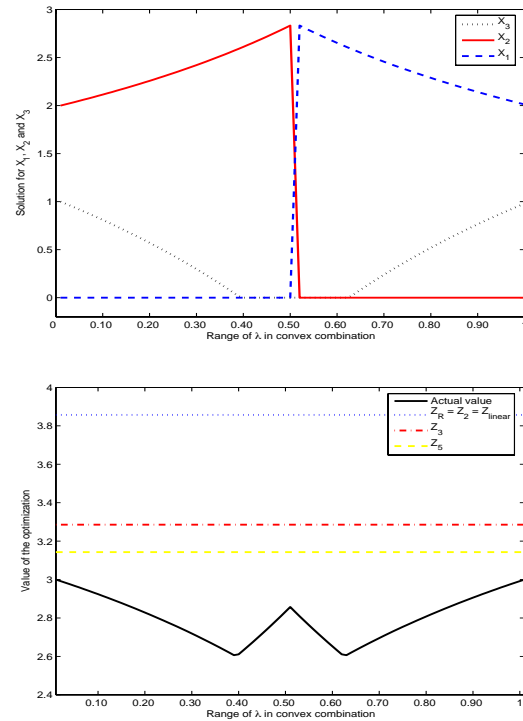 3
2.5
2
1.5
1
0.5
0
Solution for X1, X2 and X3
X3
X2
X1
0.10 0.20 0.30 0.40 0.50 0.60 0.70 0.80 0.90 1
Range of λ in convex combination
4
3.8
3.6
3.4
3.2
3
2.8
2.6
2.4
Value of the optimization
Actual value
ZR = Z2 = Zlinear
Z3
Z5
0.10 0.20 0.30 0.40 0.50 0.60 0.70 0.80 0.90 1
Range of λ in convex combination